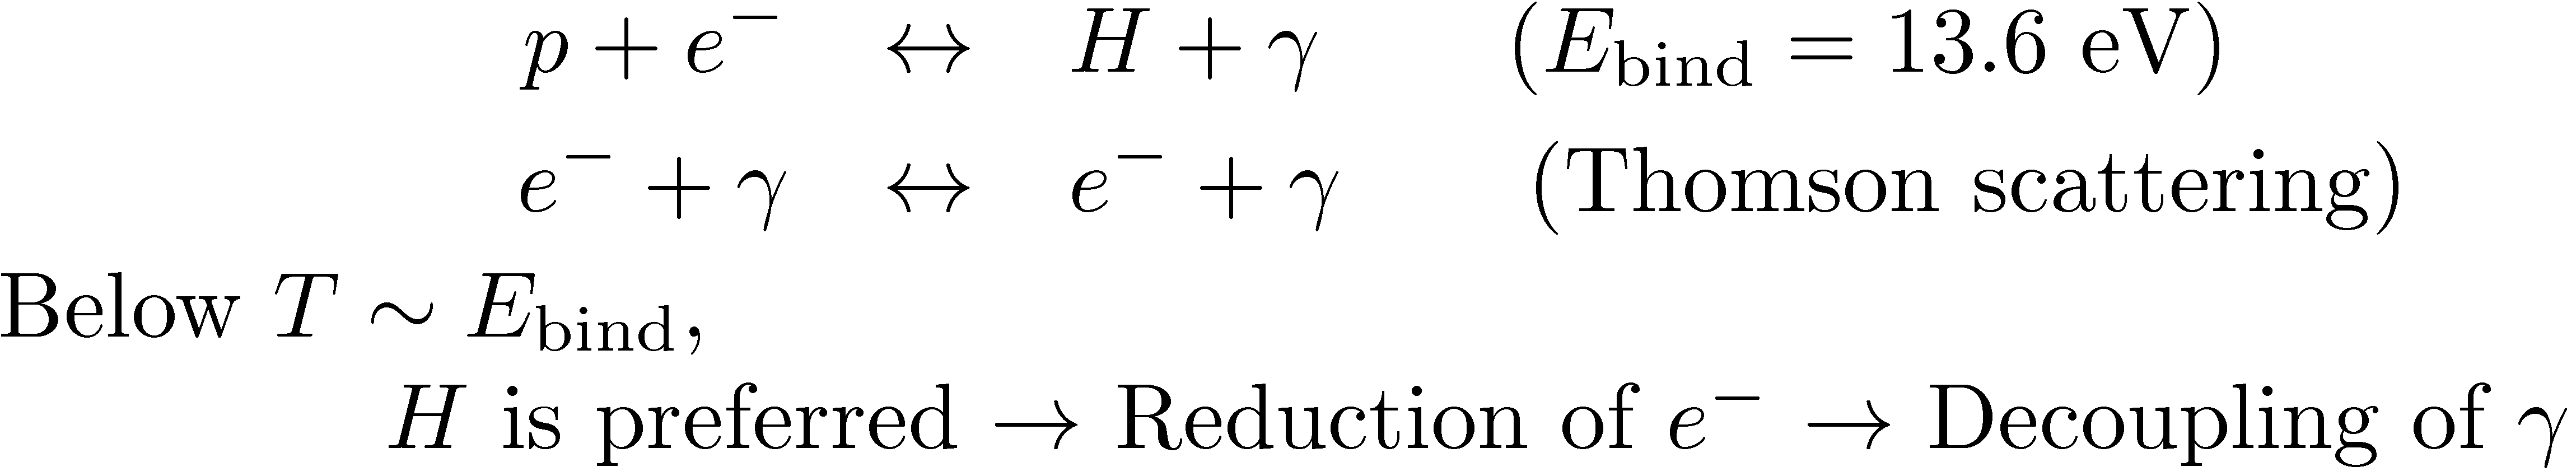 p + e⁻ ↔ H + γ (E_bind = 13.6 eV)
e⁻ + γ ↔ e⁻ + γ (Thomson scattering)
Below T ∼ E_bind,
H is preferred → Reduction of e⁻ → Decoupling of γ